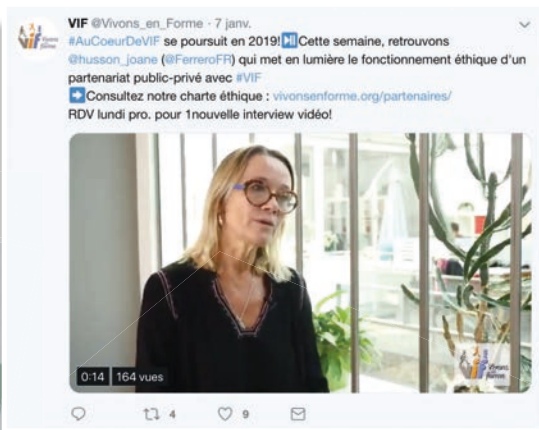 VIF @Vivons_en_Forme · 7 janv.
#AuCoeurDeVIF se poursuit en 2019! Cette semaine, retrouvons
@husson_joane (@FerreroFR) qui met en lumière le fonctionnement éthique d'un
partenariat public-privé avec #VIF
Consultez notre charte éthique : vivonsenforme.org/partenaires/
RDV lundi pro. pour 1nouvelle interview vidéo!
Vivons
en
forme
0:14 164 vues
4 9